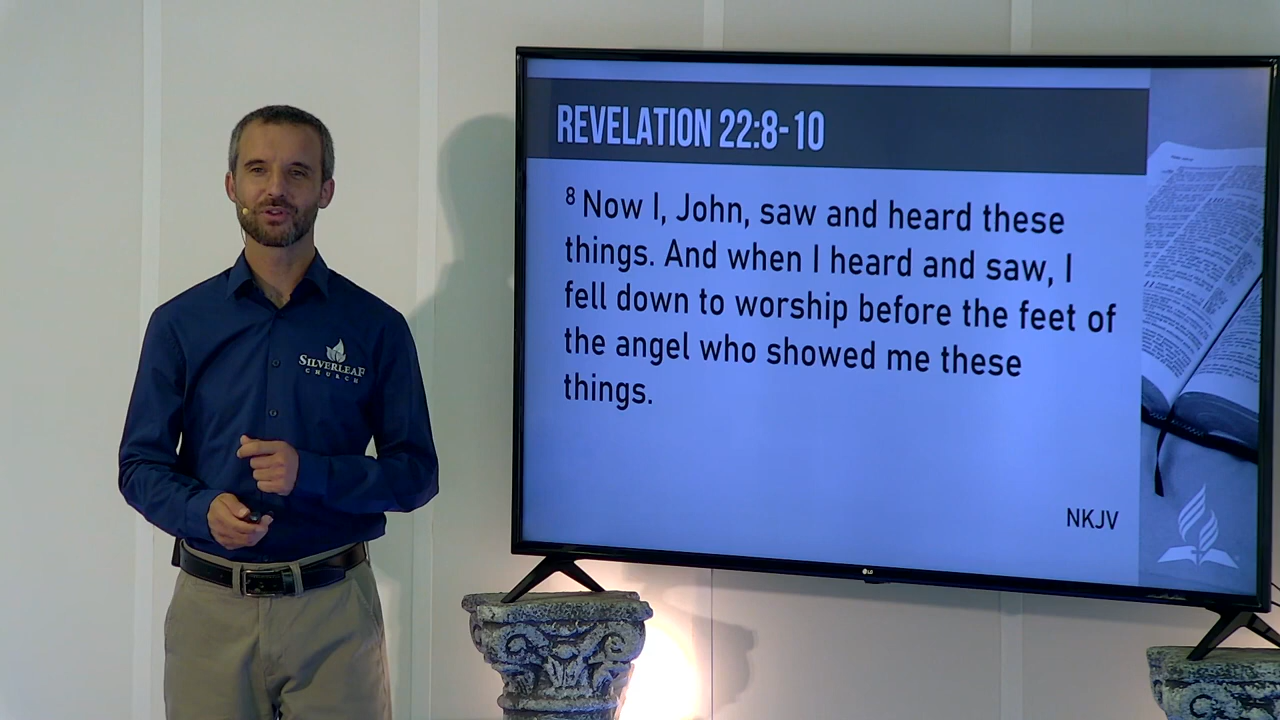 REVELATION 22:8-10
8 Now I, John, saw and heard these
things. And when I heard and saw, I
fell down to worship before the feet of
the angel who showed me these
things.
NKJV
SILVERLEAF
CHURCH
LG